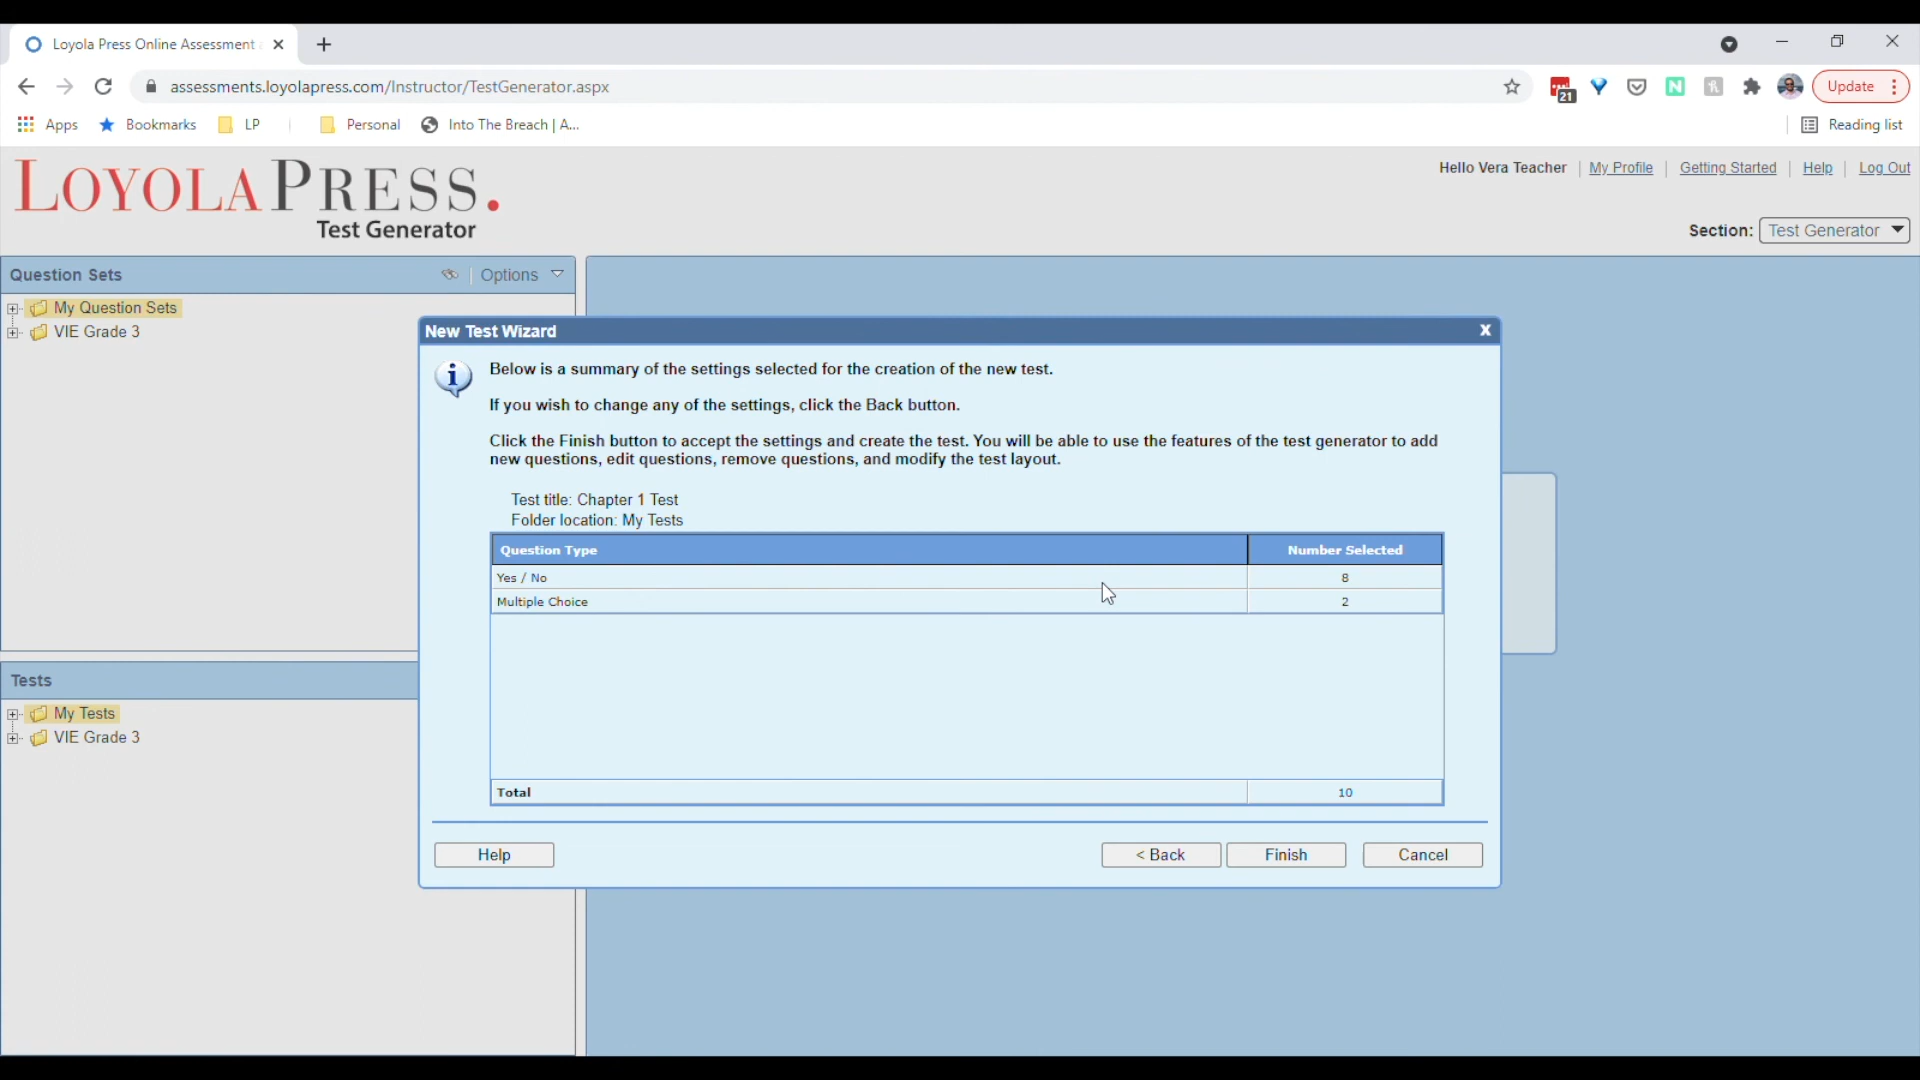 Loyola Press Online Assessment
assessments.loyolapress.com/Instructor/TestGenerator.aspx
21
Update
Apps
Bookmarks
LP
Personal
Into The Breach | A...
Reading list
LOYOLA PRESS.
Test Generator
Hello Vera Teacher
My Profile
Getting Started
Help
Log Out
Section:
Test Generator
Question Sets
Options
My Question Sets
VIE Grade 3
Tests
My Tests
VIE Grade 3
New Test Wizard
X
Below is a summary of the settings selected for the creation of the new test.
If you wish to change any of the settings, click the Back button.
Click the Finish button to accept the settings and create the test. You will be able to use the features of the test generator to add
new questions, edit questions, remove questions, and modify the test layout.
Test title: Chapter 1 Test
Folder location: My Tests
Question Type Number Selected
Yes / No 8
Multiple Choice 2
Total 10
Help
< Back
Finish
Cancel